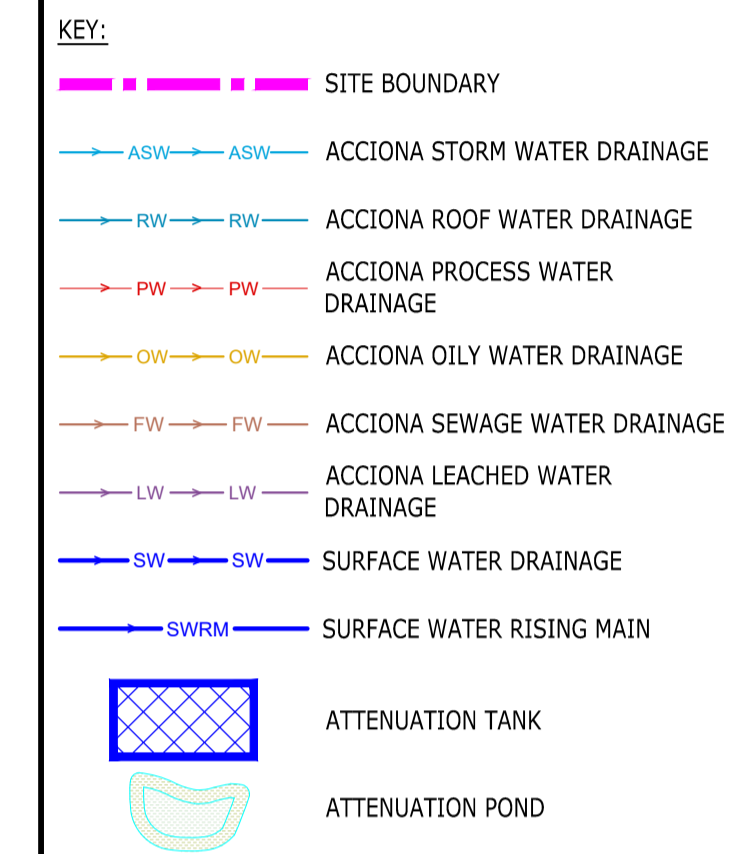 KEY:
SITE BOUNDARY
ASW ASW ACCIONA STORM WATER DRAINAGE
RW RW ACCIONA ROOF WATER DRAINAGE
PW PW ACCIONA PROCESS WATER
DRAINAGE
OW OW ACCIONA OILY WATER DRAINAGE
FW FW ACCIONA SEWAGE WATER DRAINAGE
LW LW ACCIONA LEACHED WATER
DRAINAGE
SW SW SURFACE WATER DRAINAGE
SWRM SURFACE WATER RISING MAIN
ATTENUATION TANK
ATTENUATION POND